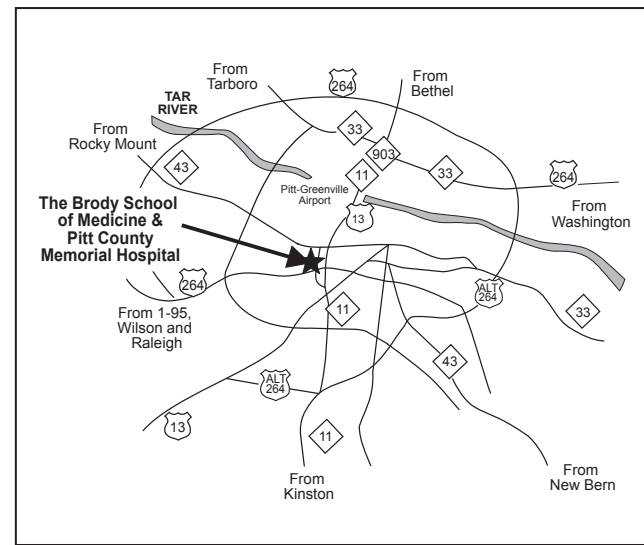 From
Tarboro
264
From
Bethel
TAR
RIVER
From
Rocky Mount
33
903
43
11
33
264
Pitt-Greenville
Airport
13
From
Washington
The Brody School
of Medicine &
Pitt County
Memorial Hospital
264
From 1-95,
Wilson and
Raleigh
ALT
264
11
33
43
ALT
264
13
11
From
Kinston
From
New Bern